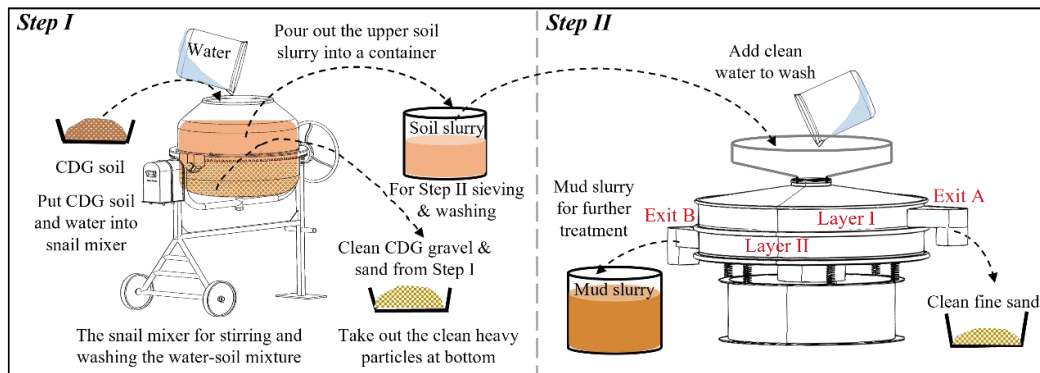 Step I
Water
Pour out the upper soil
slurry into a container
CDG soil
Put CDG soil
and water into
snail mixer
Soil slurry
For Step II sieving
& washing
Clean CDG gravel &
sand from Step I
The snail mixer for stirring and
washing the water-soil mixture
Take out the clean heavy
particles at bottom
Step II
Add clean
water to wash
Mud slurry
for further
treatment
Exit A
Exit B
Layer I
Layer II
Mud slurry
Clean fine sand